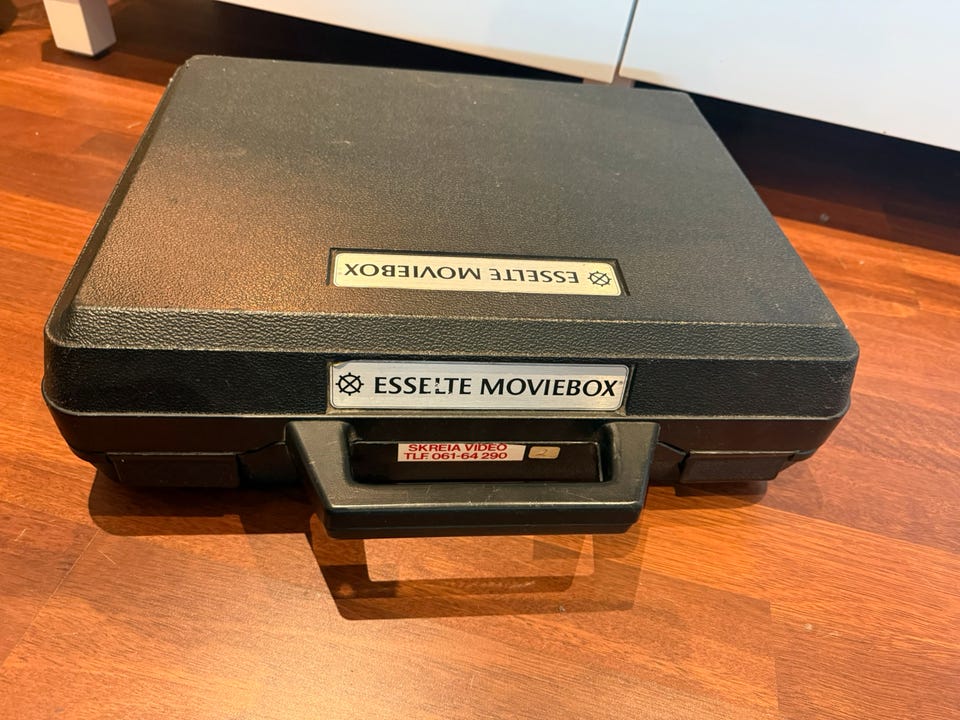 ESSELTE MOVIEBOX
ESSELTE MOVIEBOX
SKREIA VIDEO
TLF. 061-64 290
2